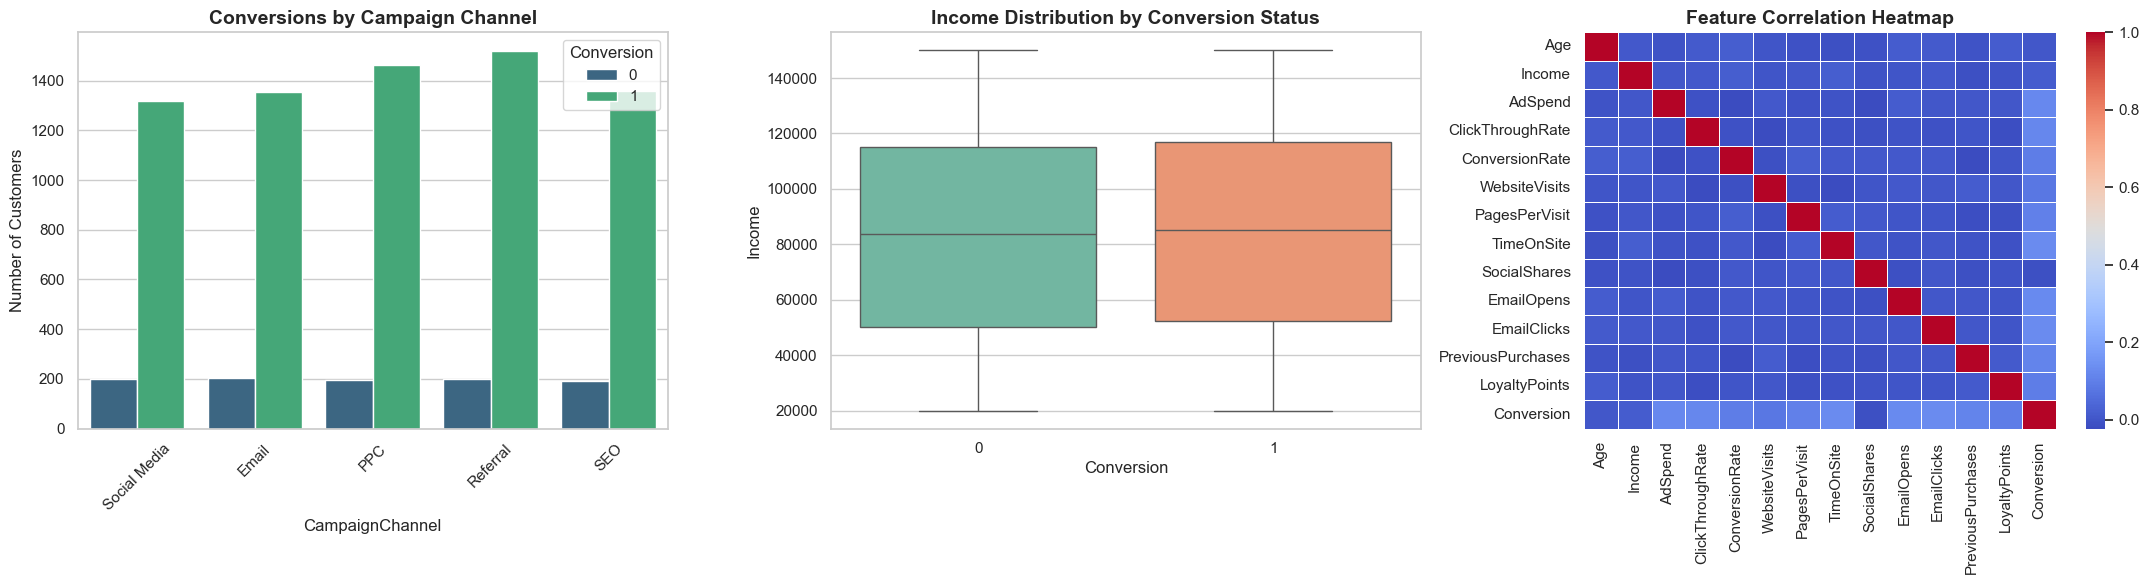 Conversions by Campaign Channel
Number of Customers
1400
1200
1000
800
600
400
200
0
Conversion
0
1
Social Media
Email
PPC
Referral
SEO
CampaignChannel
Income Distribution by Conversion Status
Income
140000
120000
100000
80000
60000
40000
20000
0
1
Conversion
Feature Correlation Heatmap
Age
Income
AdSpend
ClickThroughRate
ConversionRate
WebsiteVisits
PagesPerVisit
TimeOnSite
SocialShares
EmailOpens
EmailClicks
PreviousPurchases
LoyaltyPoints
Conversion
Age
Income
AdSpend
ClickThroughRate
ConversionRate
WebsiteVisits
PagesPerVisit
TimeOnSite
SocialShares
EmailOpens
EmailClicks
PreviousPurchases
LoyaltyPoints
Conversion
1.0
0.8
0.6
0.4
0.2
0.0